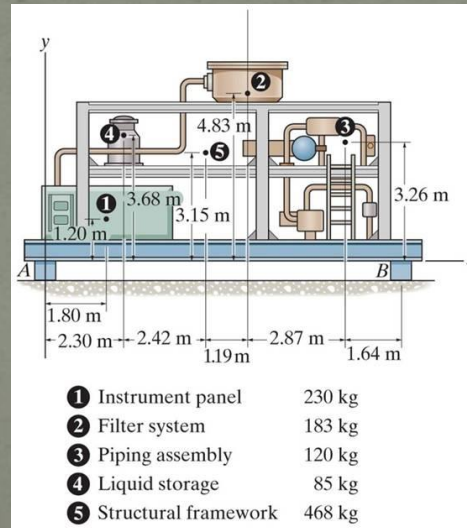 y
2
4
4.83 m
3
5
3.68 m
3.26 m
1
3.15 m
1.20 m
A
B
1.80 m
2.30 m
2.42 m
2.87 m
1.19 m
1.64 m
1 Instrument panel 230 kg
2 Filter system 183 kg
3 Piping assembly 120 kg
4 Liquid storage 85 kg
5 Structural framework 468 kg